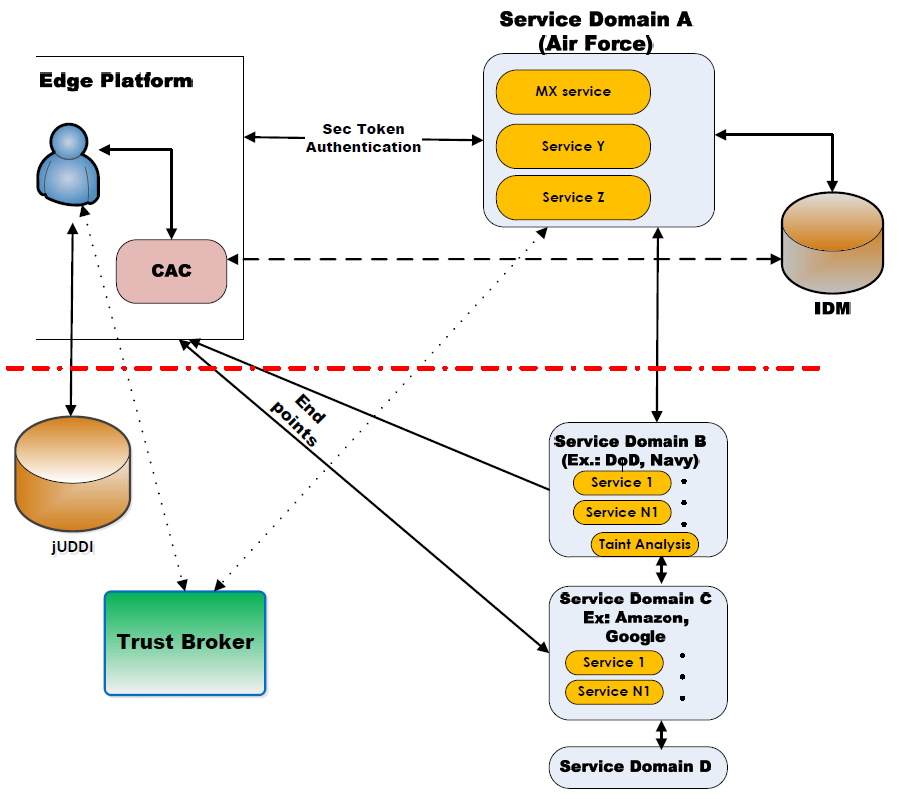 Service Domain A
(Air Force)
Edge Platform
MX service
Sec Token
Authentication
Service Y
Service Z
CAC
IDM
End
points
Service Domain B
(Ex.: DoD, Navy)
Service 1
Service N1
Taint Analysis
jUDDI
Service Domain C
Ex: Amazon,
Google
Trust Broker
Service 1
Service N1
Service Domain D